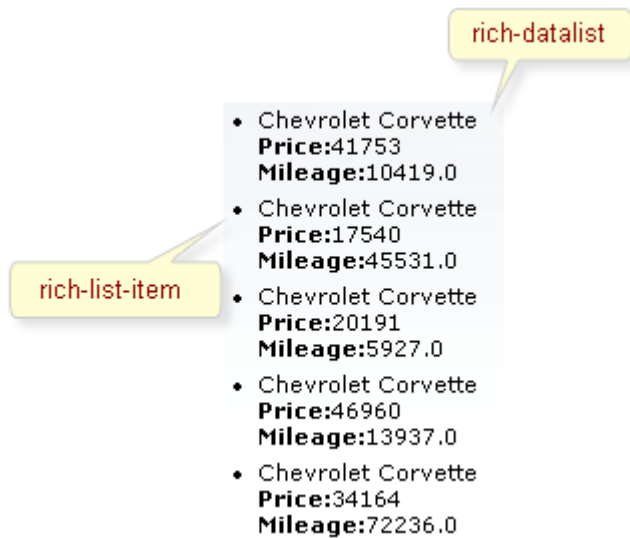 rich-datalist
• Chevrolet Corvette
Price:41753
Mileage:10419.0
• Chevrolet Corvette
Price:17540
Mileage:45531.0
rich-list-item
• Chevrolet Corvette
Price:20191
Mileage:5927.0
• Chevrolet Corvette
Price:46960
Mileage:13937.0
• Chevrolet Corvette
Price:34164
Mileage:72236.0